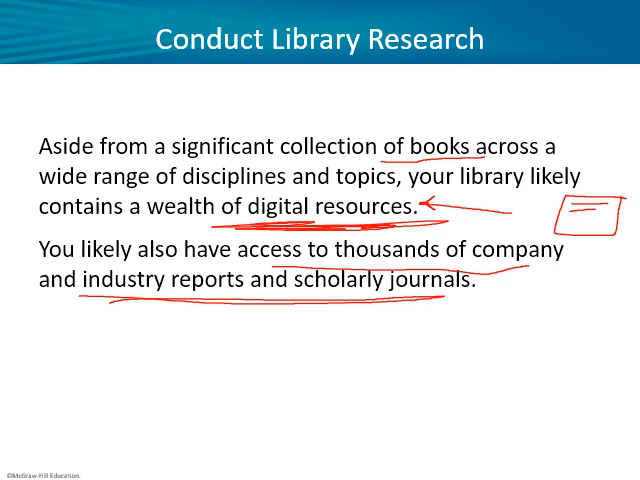 Conduct Library Research
Aside from a significant collection of books across a
wide range of disciplines and topics, your library likely
contains a wealth of digital resources.
You likely also have access to thousands of company
and industry reports and scholarly journals.
©McGraw-Hill Education.